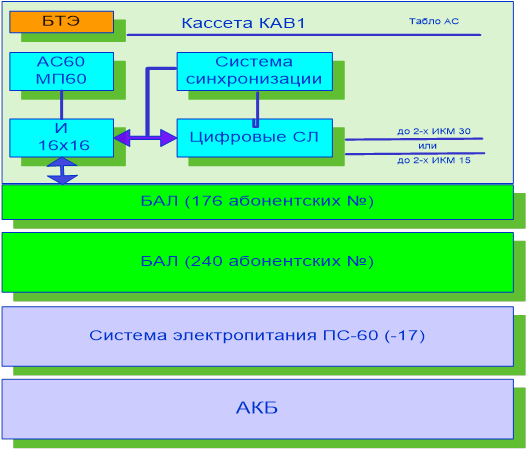 БТЭ
Кассета КАВ1
Табло АС
АС60
МП60
Система
синхронизации
И
16x16
Цифровые СЛ
до 2-х ИКМ 30
или
до 2-х ИКМ 15
БАЛ (176 абонентских №)
БАЛ (240 абонентских №)
Система электропитания ПС-60 (-17)
АКБ